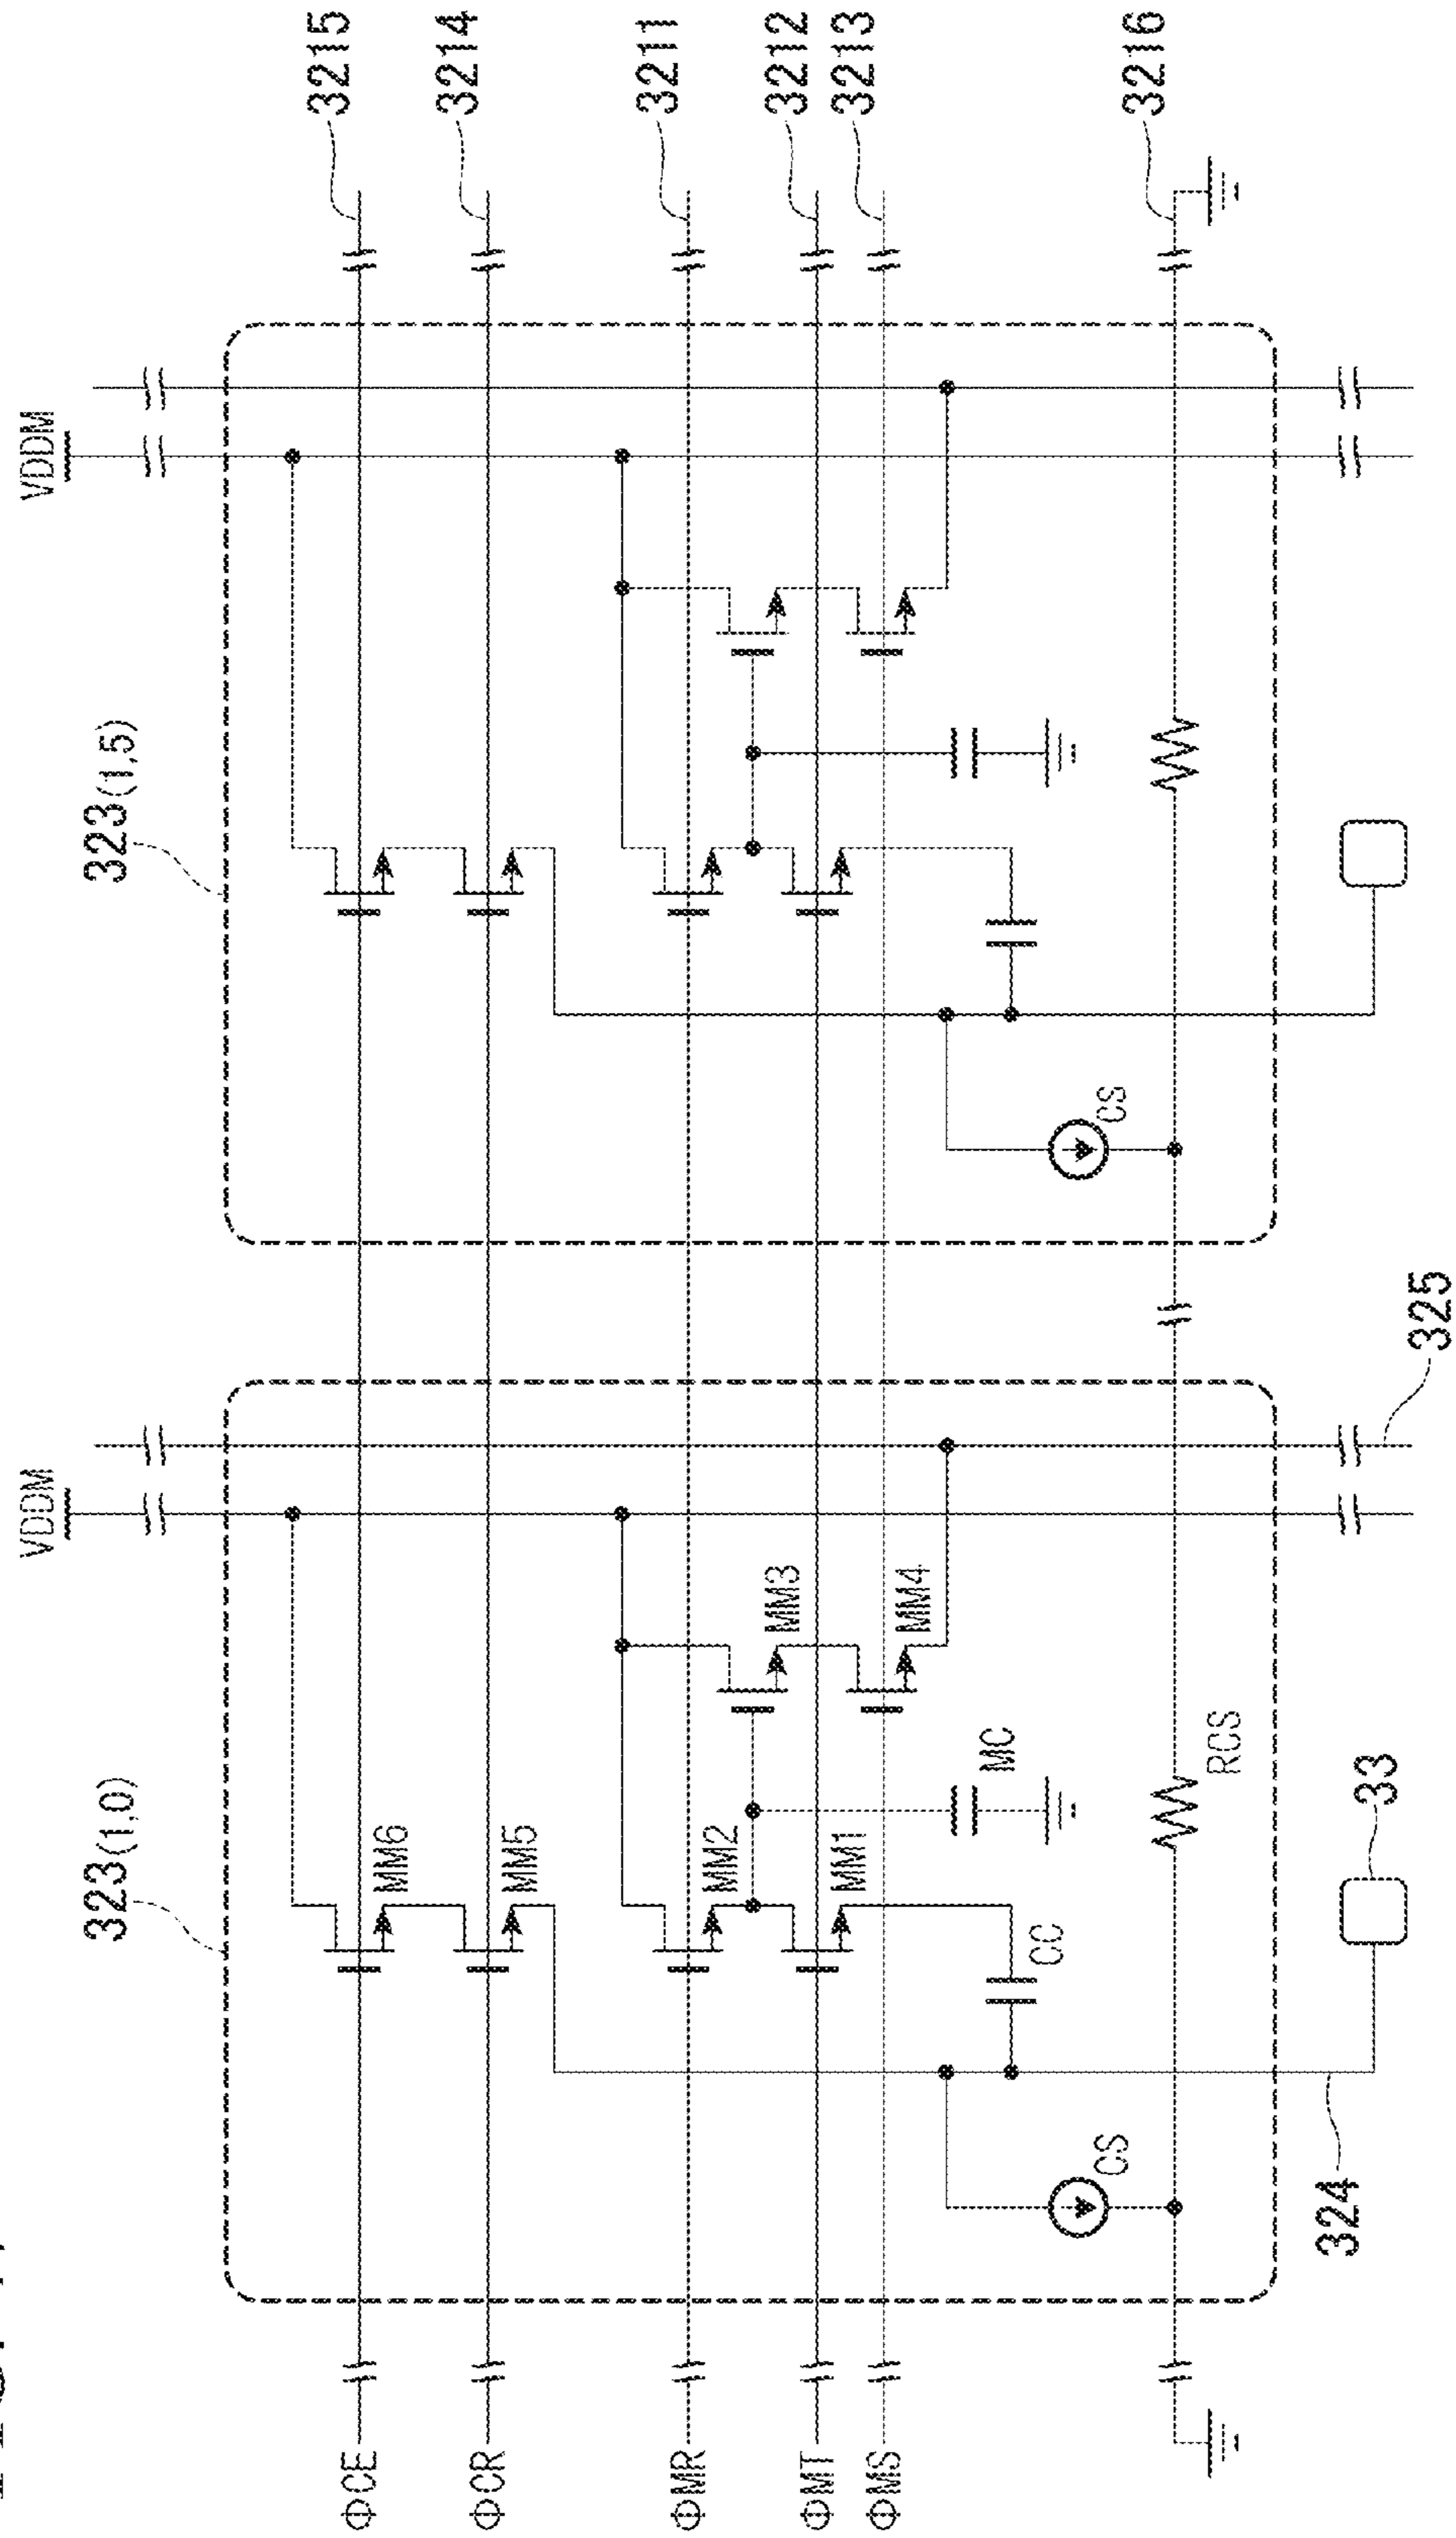 323(1,0)
323(1,5)
VDDM
VDDM
ΦCE
ΦCR
ΦMR
ΦMT
ΦMS
3215
3214
3211
3212
3213
3216
MM6
MM5
MM2
MM1
MM3
MM4
MC
CC
CS
RCS
CS
324
33
325